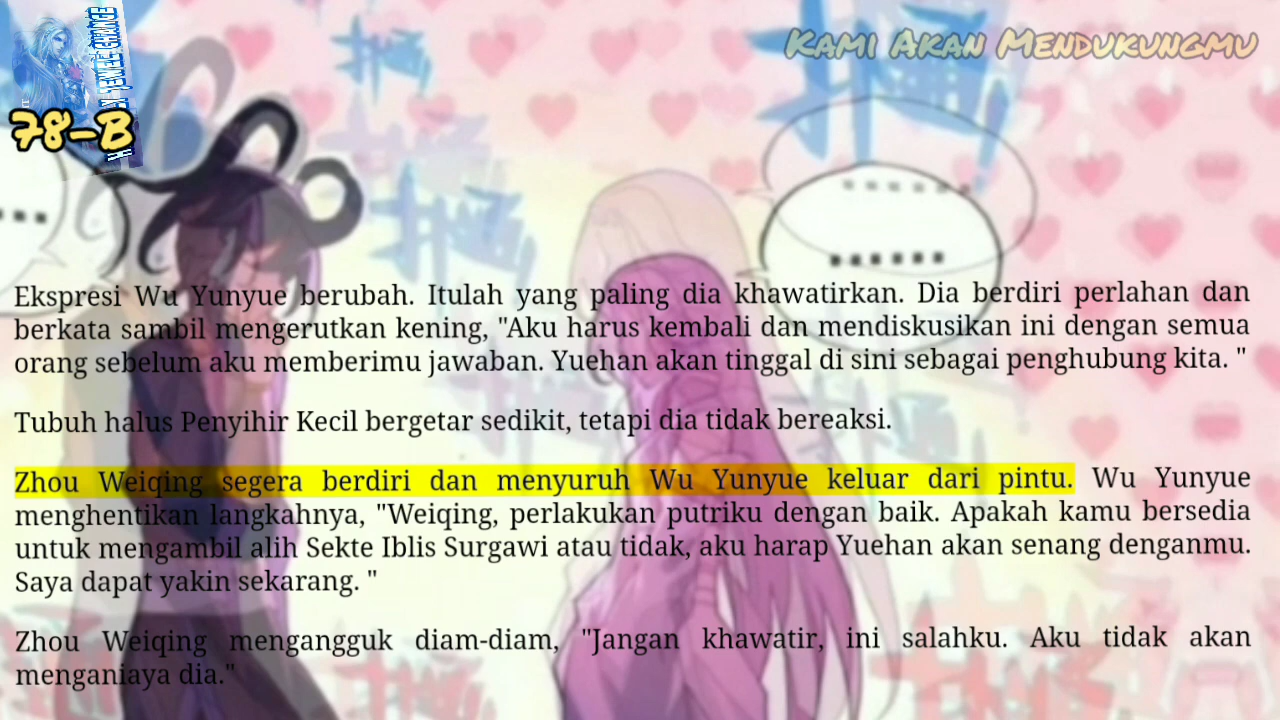 Kami Akan Mendukungmu
78-B
Ekspresi Wu Yunyue berubah. Itulah yang paling dia khawatirkan. Dia berdiri perlahan dan
berkata sambil mengerutkan kening, "Aku harus kembali dan mendiskusikan ini dengan semua
orang sebelum aku memberimu jawaban. Yuehan akan tinggal di sini sebagai penghubung kita. "
Tubuh halus Penyihir Kecil bergetar sedikit, tetapi dia tidak bereaksi.
Zhou Weiqing segera berdiri dan menyuruh Wu Yunyue keluar dari pintu. Wu Yunyue
menghentikan langkahnya, "Weiqing, perlakukan putriku dengan baik. Apakah kamu bersedia
untuk mengambil alih Sekte Iblis Surgawi atau tidak, aku harap Yuehan akan senang denganmu.
Saya dapat yakin sekarang. "
Zhou Weiqing mengangguk diam-diam, "Jangan khawatir, ini salahku. Aku tidak akan
menganiaya dia."